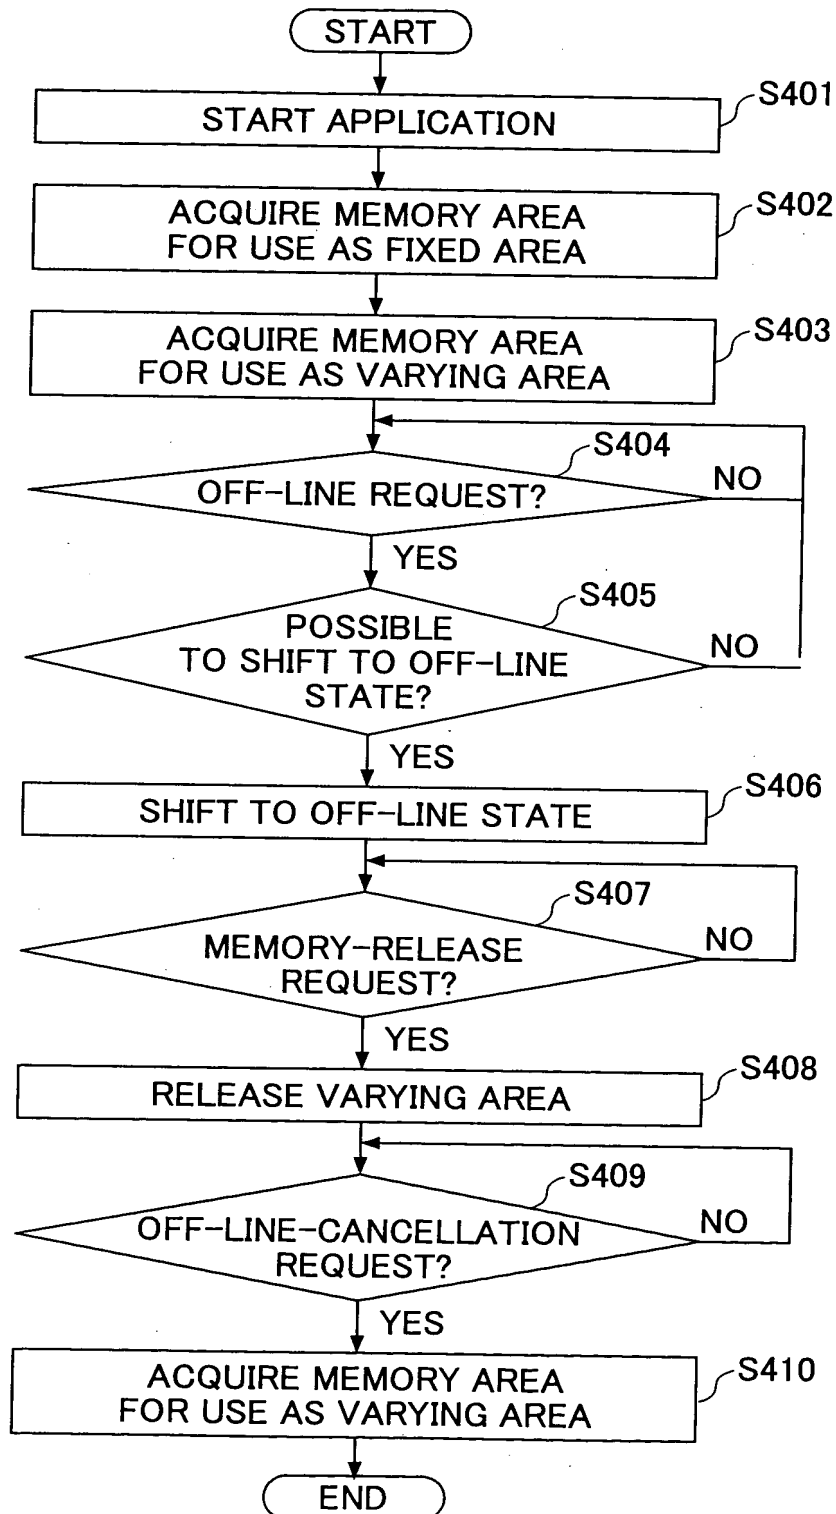 START
S401
START APPLICATION
S402
ACQUIRE MEMORY AREA
FOR USE AS FIXED AREA
S403
ACQUIRE MEMORY AREA
FOR USE AS VARYING AREA
S404
OFF-LINE REQUEST?
NO
YES
S405
POSSIBLE
TO SHIFT TO OFF-LINE
STATE?
NO
YES
S406
SHIFT TO OFF-LINE STATE
S407
MEMORY-RELEASE
REQUEST?
NO
YES
S408
RELEASE VARYING AREA
S409
OFF-LINE-CANCELLATION
REQUEST?
NO
YES
S410
ACQUIRE MEMORY AREA
FOR USE AS VARYING AREA
END